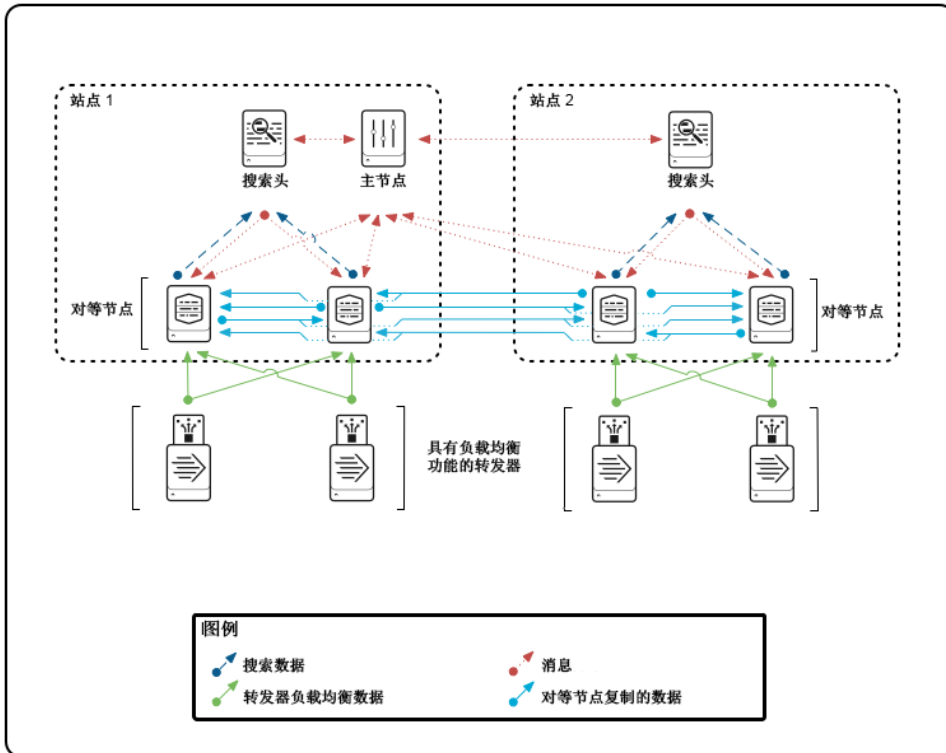 站点 1
站点 2
搜索头
主节点
搜索头
对等节点
对等节点
具有负载均衡
功能的转发器
图例
搜索数据
消息
转发器负载均衡数据
对等节点复制的数据